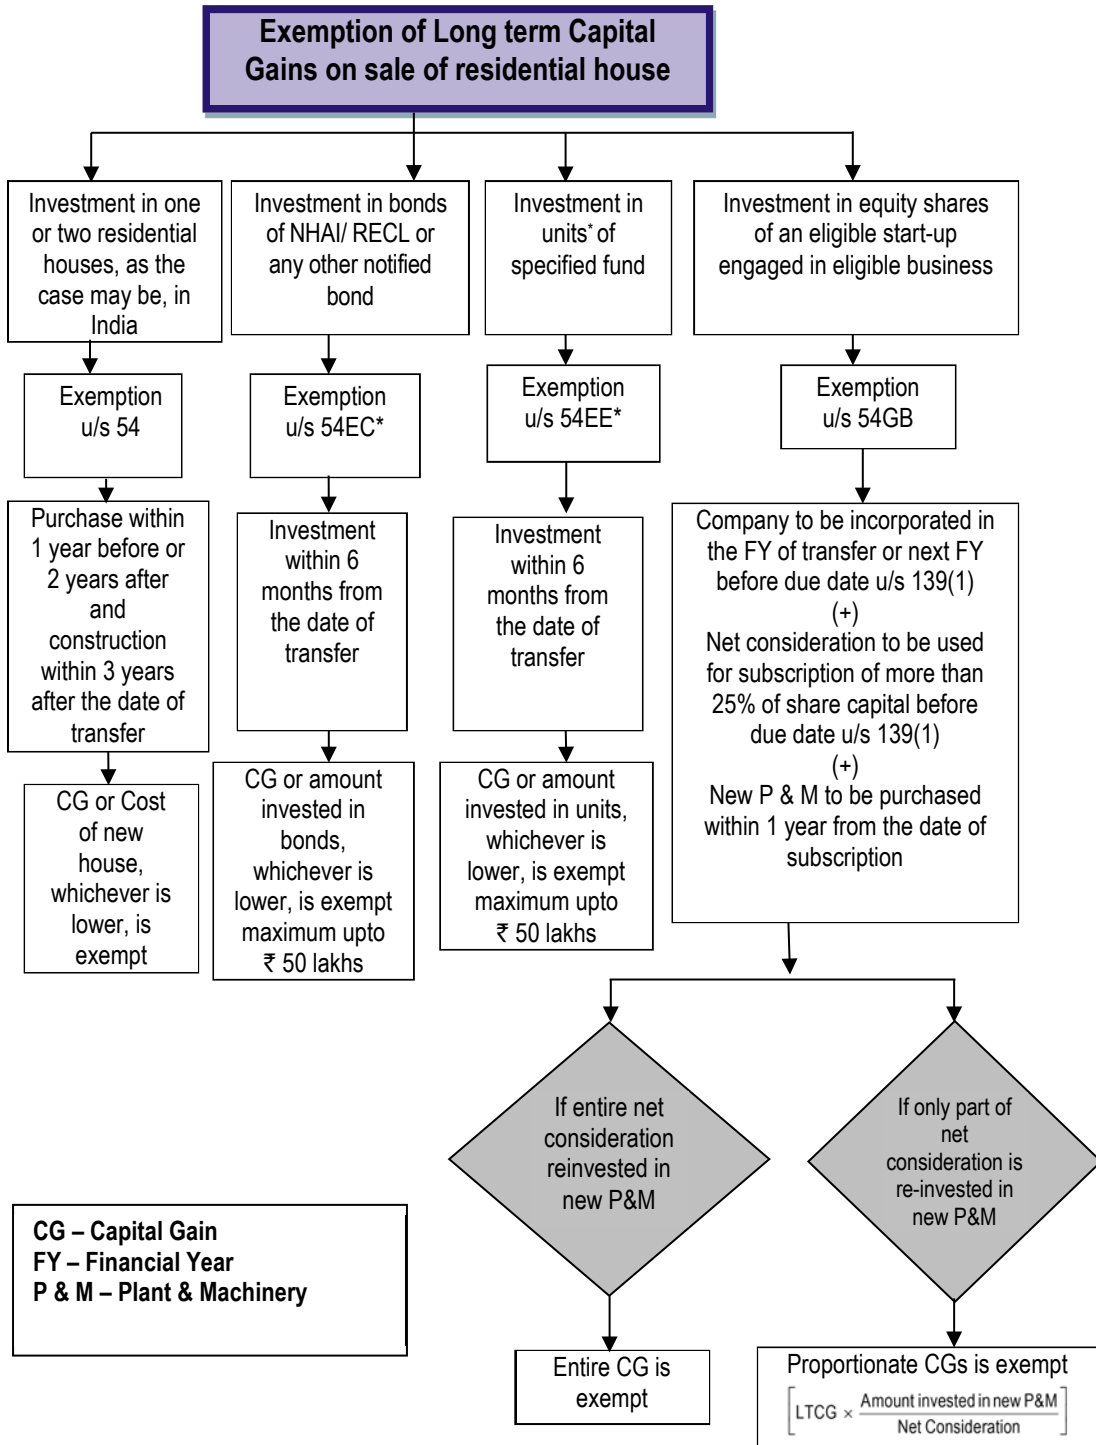 Exemption of Long term Capital
Gains on sale of residential house
Investment in one
or two residential
houses, as the
case may be, in
India
Investment in bonds
of NHAI/ RECL or
any other notified
bond
Investment in
units* of
specified fund
Investment in equity shares
of an eligible start-up
engaged in eligible business
Exemption
u/s 54
Exemption
u/s 54EC*
Exemption
u/s 54EE*
Exemption
u/s 54GB
Purchase within
1 year before or
2 years after
and
construction
within 3 years
after the date of
transfer
Investment
within 6
months from
the date of
transfer
Investment
within 6
months from
the date of
transfer
Company to be incorporated in
the FY of transfer or next FY
before due date u/s 139(1)
(+)
Net consideration to be used
for subscription of more than
25% of share capital before
due date u/s 139(1)
(+)
New P & M to be purchased
within 1 year from the date of
subscription
CG or Cost
of new
house,
whichever is
lower, is
exempt
CG or amount
invested in
bonds,
whichever is
lower, is exempt
maximum upto
₹ 50 lakhs
CG or amount
invested in units,
whichever is
lower, is exempt
maximum upto
₹ 50 lakhs
If entire net
consideration
reinvested in
new P&M
If only part of
net
consideration is
re-invested in
new P&M
CG – Capital Gain
FY – Financial Year
P & M – Plant & Machinery
Entire CG is
exempt
Proportionate CGs is exempt
[LTCG × Amount invested in new P&M / Net Consideration]